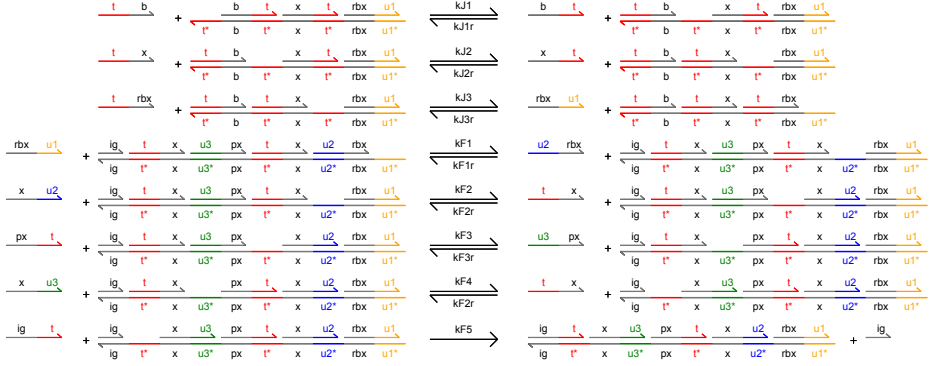 t b + b t x t rbx u1 kJ1 b t + t b x t rbx u1
t* b t* x t* rbx u1* kJ1r t* b t* x t* rbx u1*
t x + t b x t rbx u1 kJ2 x t + t b t x rbx u1
t* b t* x t* rbx u1* kJ2r t* b t* x t* rbx u1*
t rbx + t b t x rbx u1 kJ3 rbx u1 + t b t x t rbx
t* b t* x t* rbx u1* kJ3r t* b t* x t* rbx u1*
rbx u1 + ig t x u3 px t x u2 rbx kF1 u2 rbx + ig t x u3 px t x rbx u1
ig t* x u3* px t* x u2* rbx u1* kF1r ig t* x u3* px t* x u2* rbx u1*
x u2 + ig t x u3 px t x rbx u1 kF2 t x + ig t x u3 px x u2 rbx u1
ig t* x u3* px t* x u2* rbx u1* kF2r ig t* x u3* px t* x u2* rbx u1*
px t + ig t x u3 px x u2 rbx u1 kF3 u3 px + ig t x px t x u2 rbx u1
ig t* x u3* px t* x u2* rbx u1* kF3r ig t* x u3* px t* x u2* rbx u1*
x u3 + ig t x px t x u2 rbx u1 kF4 t x + ig x u3 px t x u2 rbx u1
ig t* x u3* px t* x u2* rbx u1* kF2r ig t* x u3* px t* x u2* rbx u1*
ig t + ig x u3 px t x u2 rbx u1 kF5 ig t x u3 px t x u2 rbx u1 + ig
ig t* x u3* px t* x u2* rbx u1* ig t* x u3* px t* x u2* rbx u1*